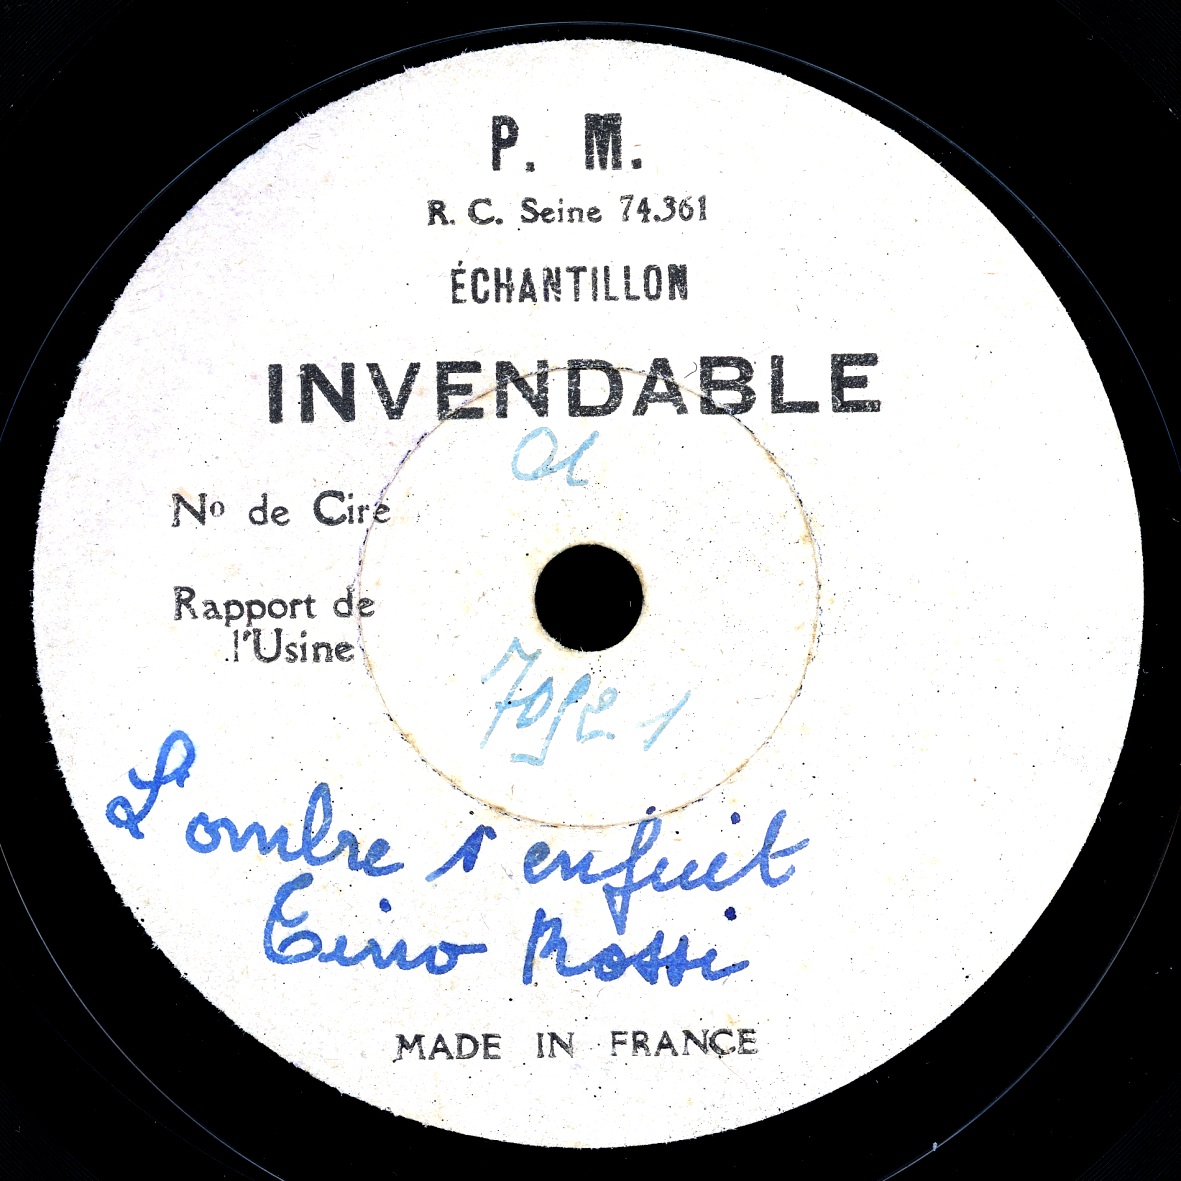 P. M.
R. C. Seine 74.361
ÉCHANTILLON
INVENDABLE
No de Cire
Rapport de
l'Usine
L'ombre s'enfuit
Tino Rossi
MADE IN FRANCE